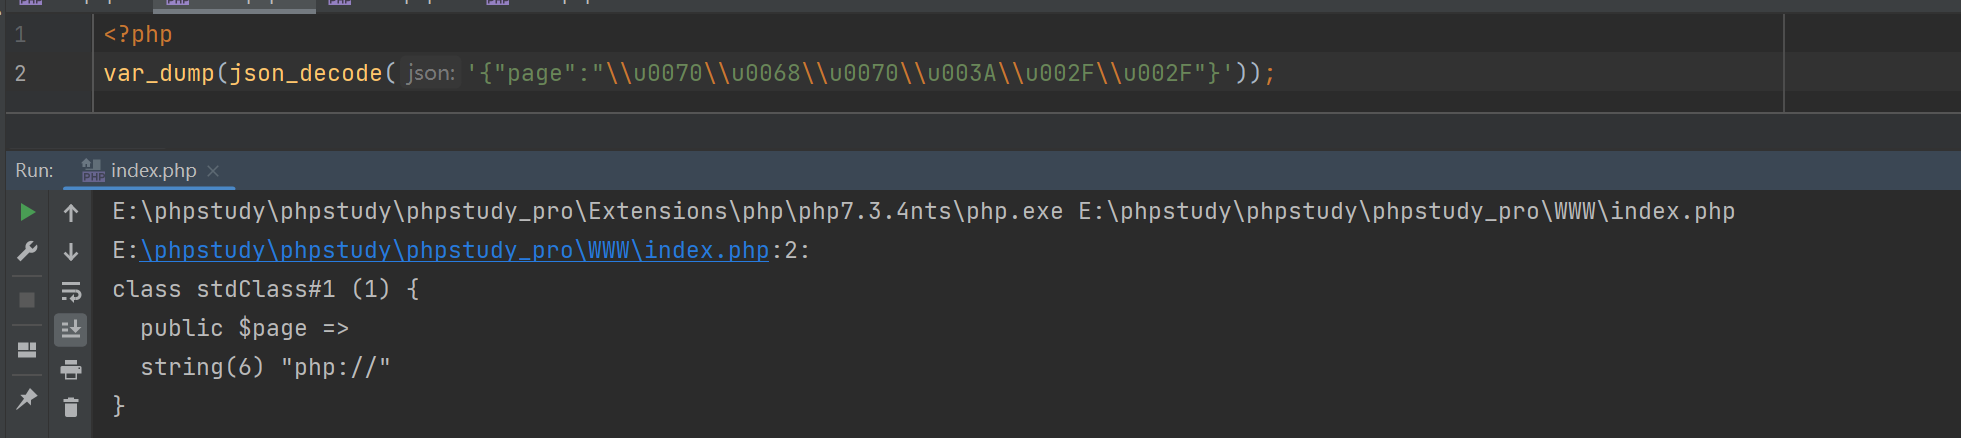 1 <?php
2 var_dump(json_decode( json: '{"page":"\\u0070\\u0068\\u0070\\u003A\\u002F\\u002F"}'));
Run: index.php
E:\phpstudy\phpstudy\phpstudy_pro\Extensions\php\php7.3.4nts\php.exe E:\phpstudy\phpstudy\phpstudy_pro\WWW\index.php
E:\phpstudy\phpstudy\phpstudy_pro\WWW\index.php:2:
class stdClass#1 (1) {
  public $page =>
  string(6) "php://"
}